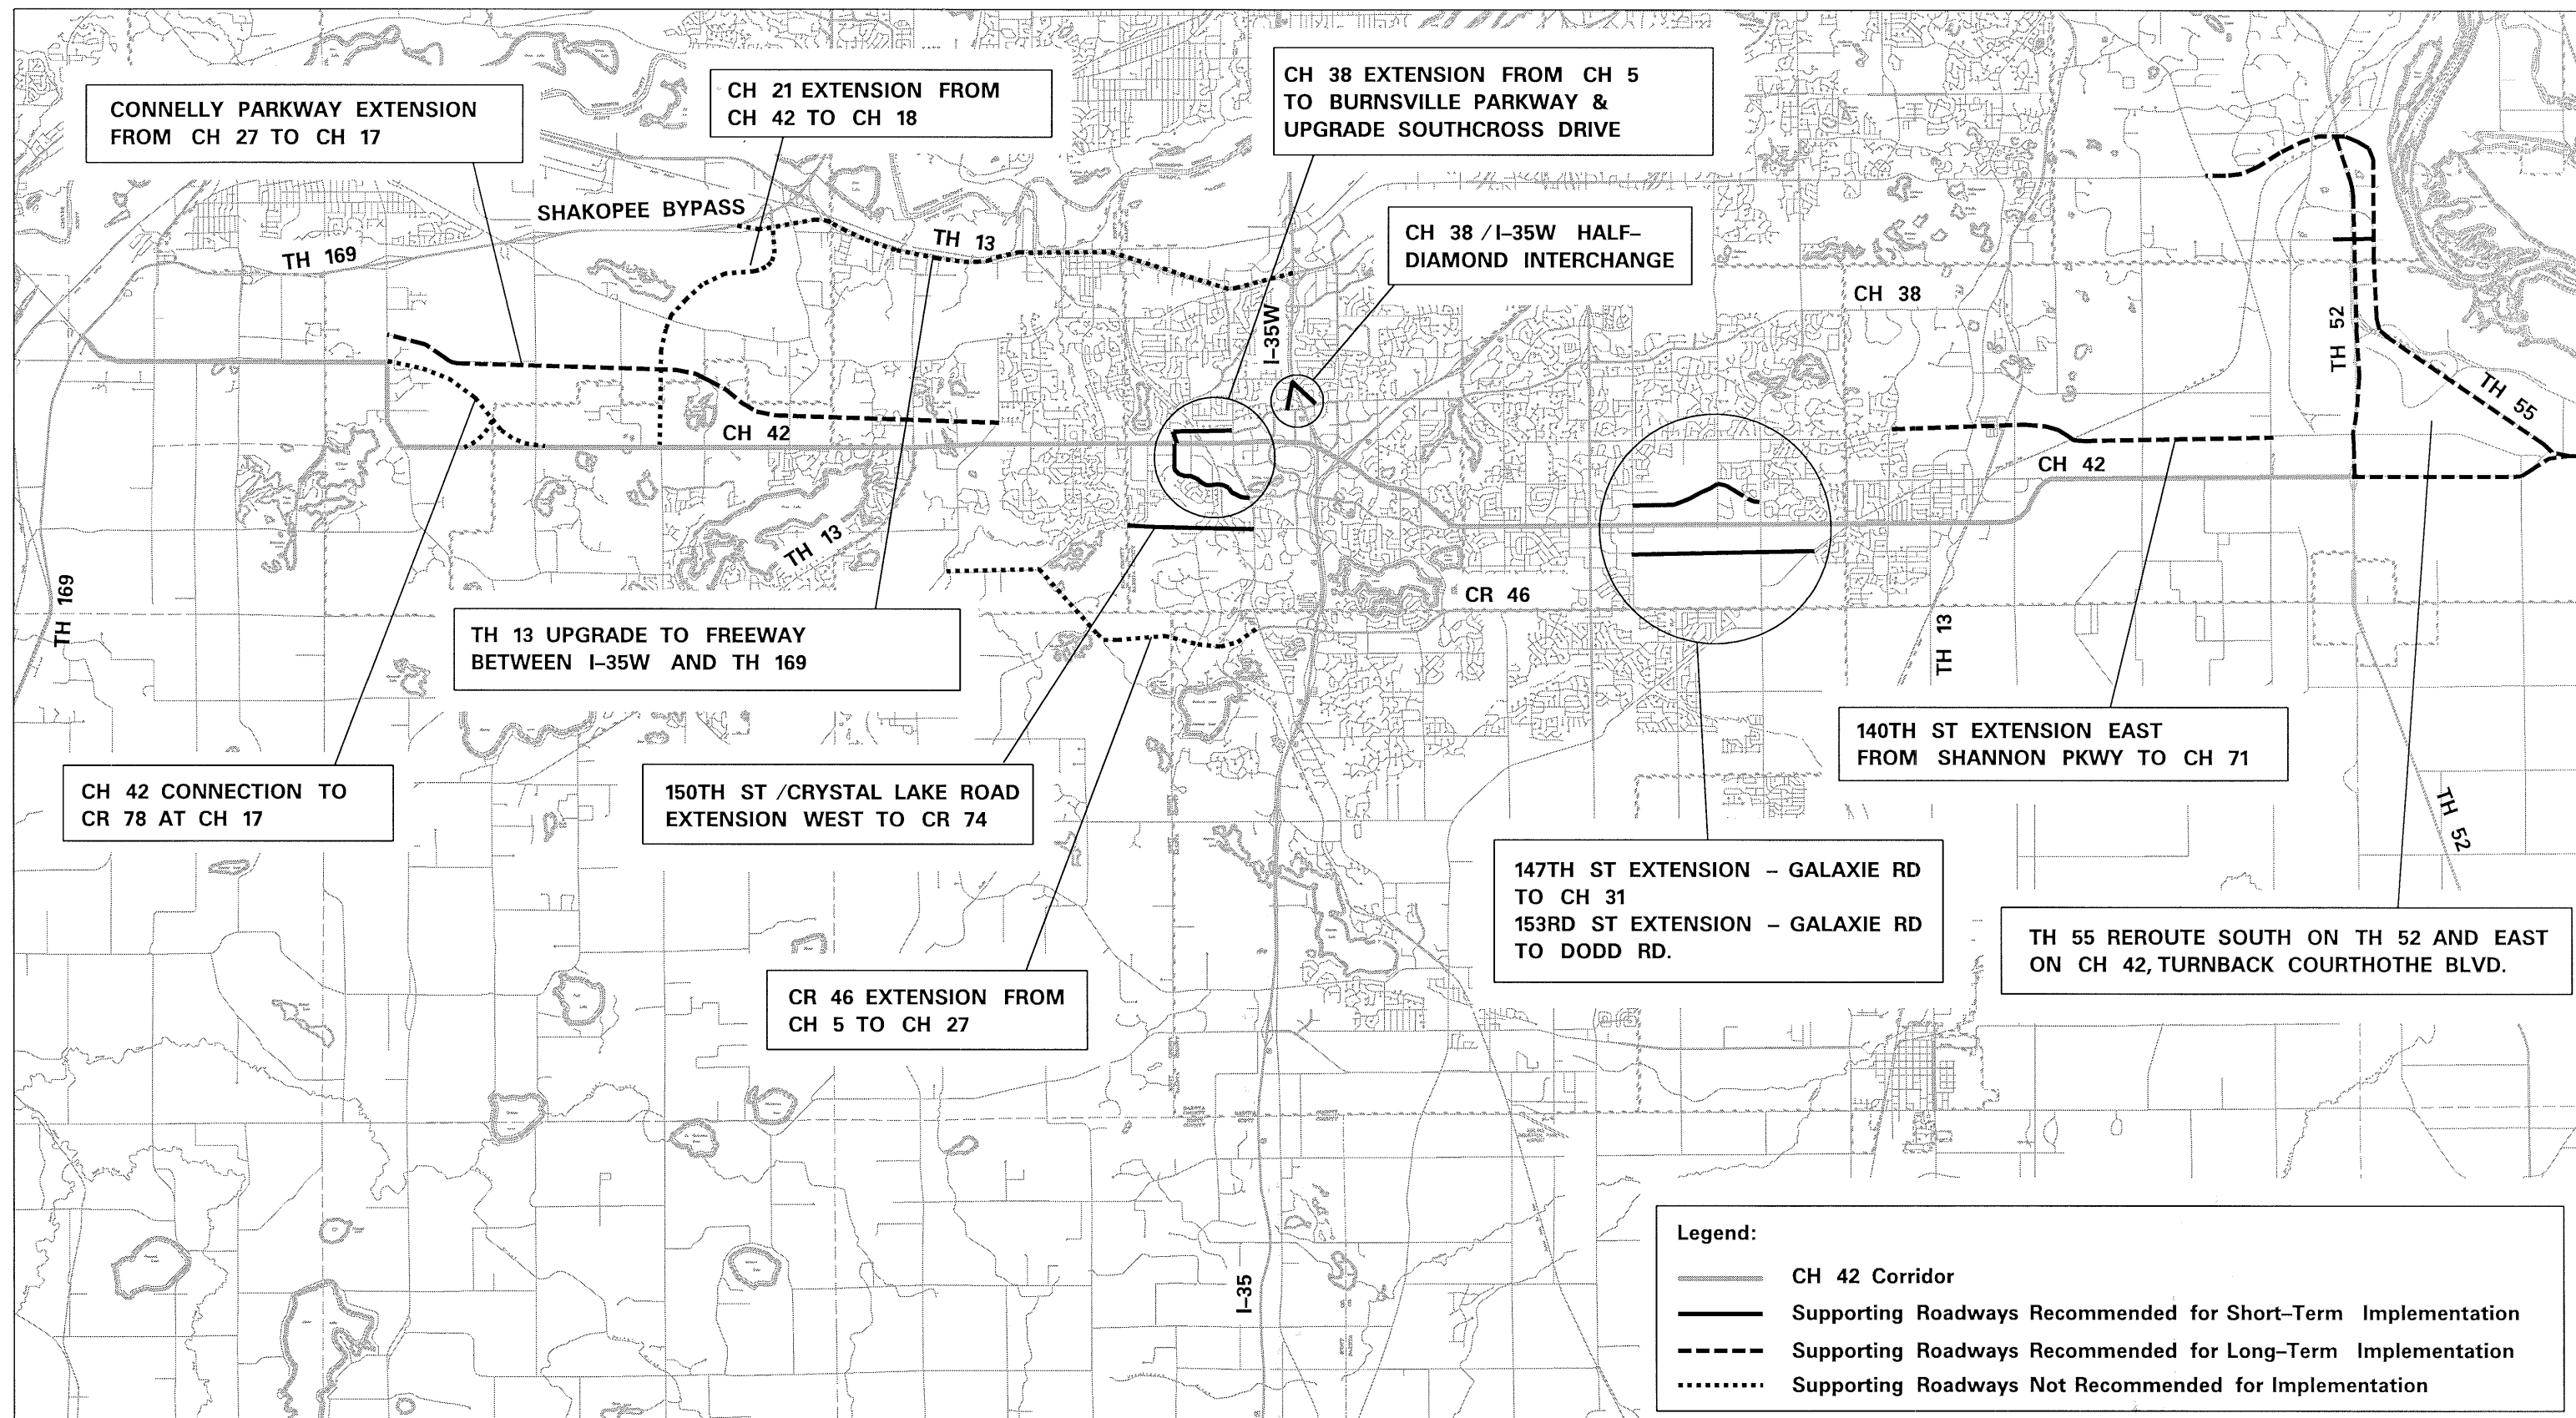 CONNELLY PARKWAY EXTENSION
FROM CH 27 TO CH 17
CH 21 EXTENSION FROM
CH 42 TO CH 18
CH 38 EXTENSION FROM CH 5
TO BURNSVILLE PARKWAY &
UPGRADE SOUTHCROSS DRIVE
CH 38 / I–35W HALF–
DIAMOND INTERCHANGE
SHAKOPEE BYPASS
TH 169
TH 13
I–35W
CH 38
TH 52
TH 55
CH 42
CH 42
TH 13
TH 169
CR 46
TH 13
TH 52
TH 13 UPGRADE TO FREEWAY
BETWEEN I–35W AND TH 169
CH 42 CONNECTION TO
CR 78 AT CH 17
150TH ST /CRYSTAL LAKE ROAD
EXTENSION WEST TO CR 74
140TH ST EXTENSION EAST
FROM SHANNON PKWY TO CH 71
147TH ST EXTENSION – GALAXIE RD
TO CH 31
153RD ST EXTENSION – GALAXIE RD
TO DODD RD.
TH 55 REROUTE SOUTH ON TH 52 AND EAST
ON CH 42, TURNBACK COURTHOTHE BLVD.
CR 46 EXTENSION FROM
CH 5 TO CH 27
I–35
Legend:
CH 42 Corridor
Supporting Roadways Recommended for Short–Term Implementation
Supporting Roadways Recommended for Long–Term Implementation
Supporting Roadways Not Recommended for Implementation